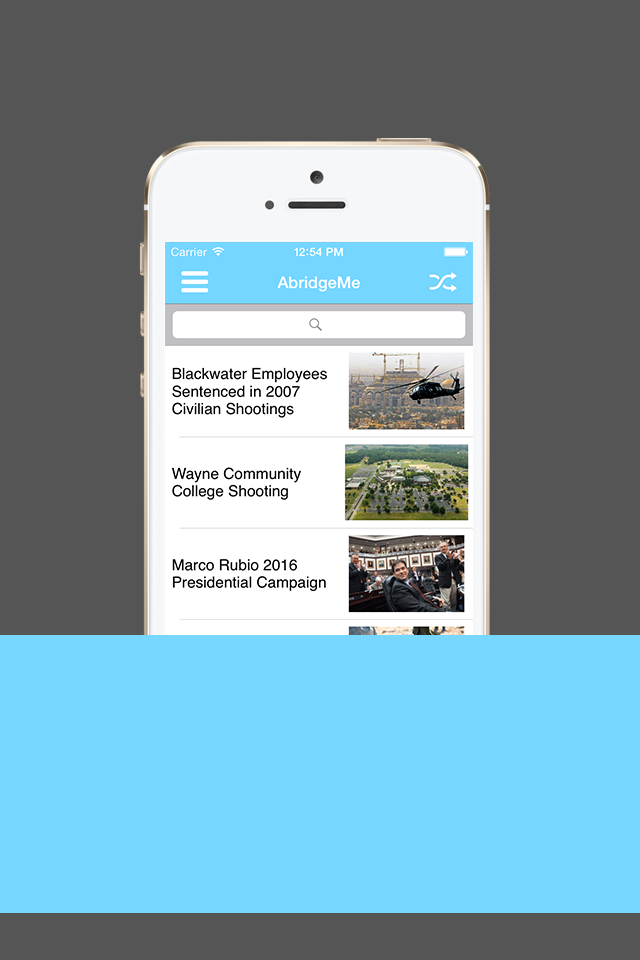 Carrier 12:54 PM
AbridgeMe
Blackwater Employees
Sentenced in 2007
Civilian Shootings
Wayne Community
College Shooting
Marco Rubio 2016
Presidential Campaign